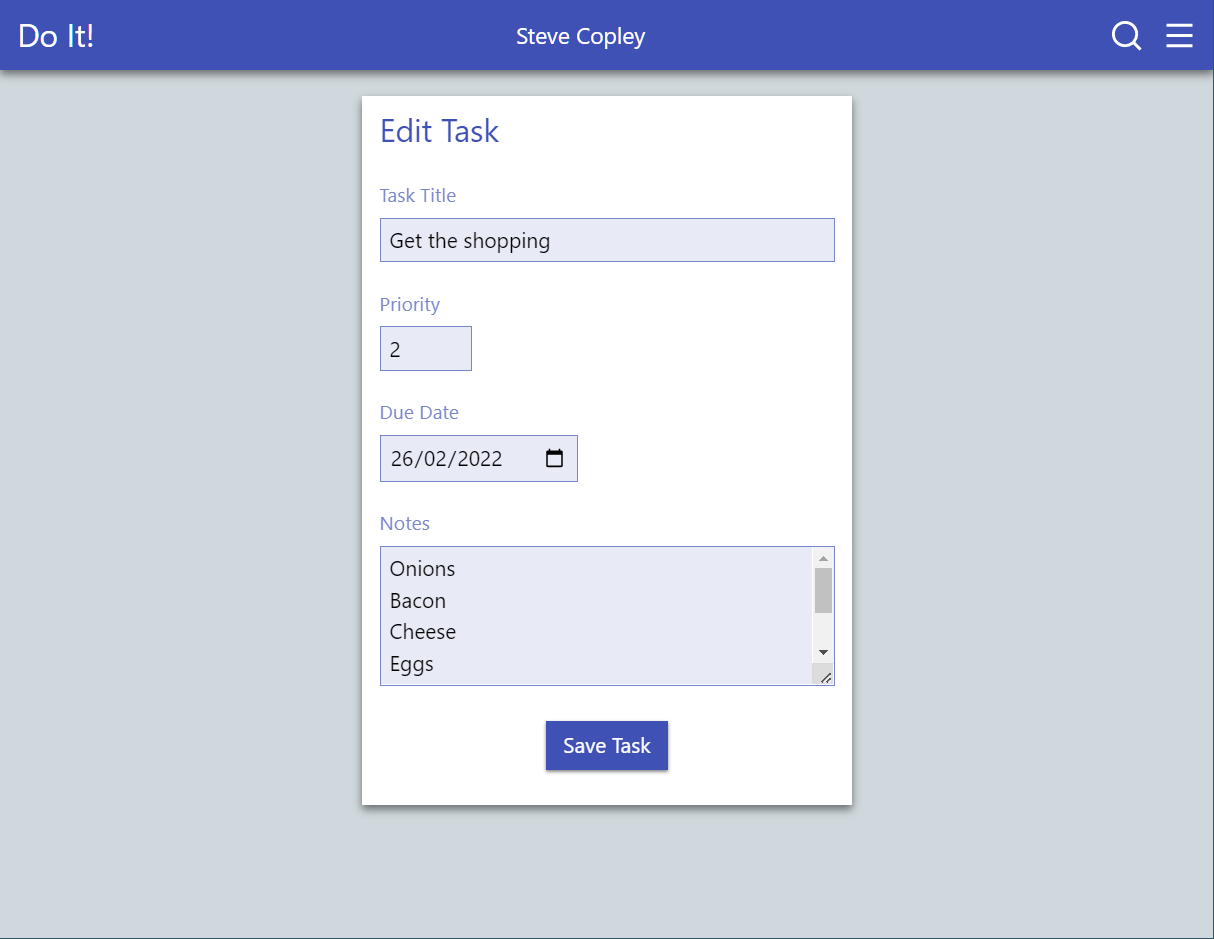 Do It!
Steve Copley
Edit Task
Task Title
Get the shopping
Priority
2
Due Date
26/02/2022
Notes
Onions
Bacon
Cheese
Eggs
Save Task